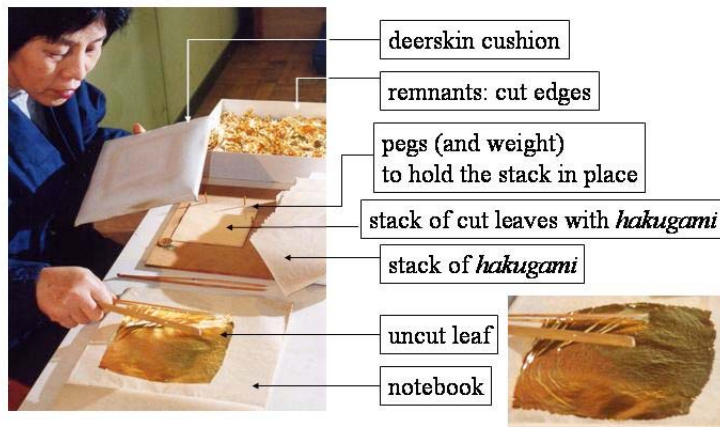 deerskin cushion
remnants: cut edges
pegs (and weight)
to hold the stack in place
stack of cut leaves with hakugami
stack of hakugami
uncut leaf
notebook